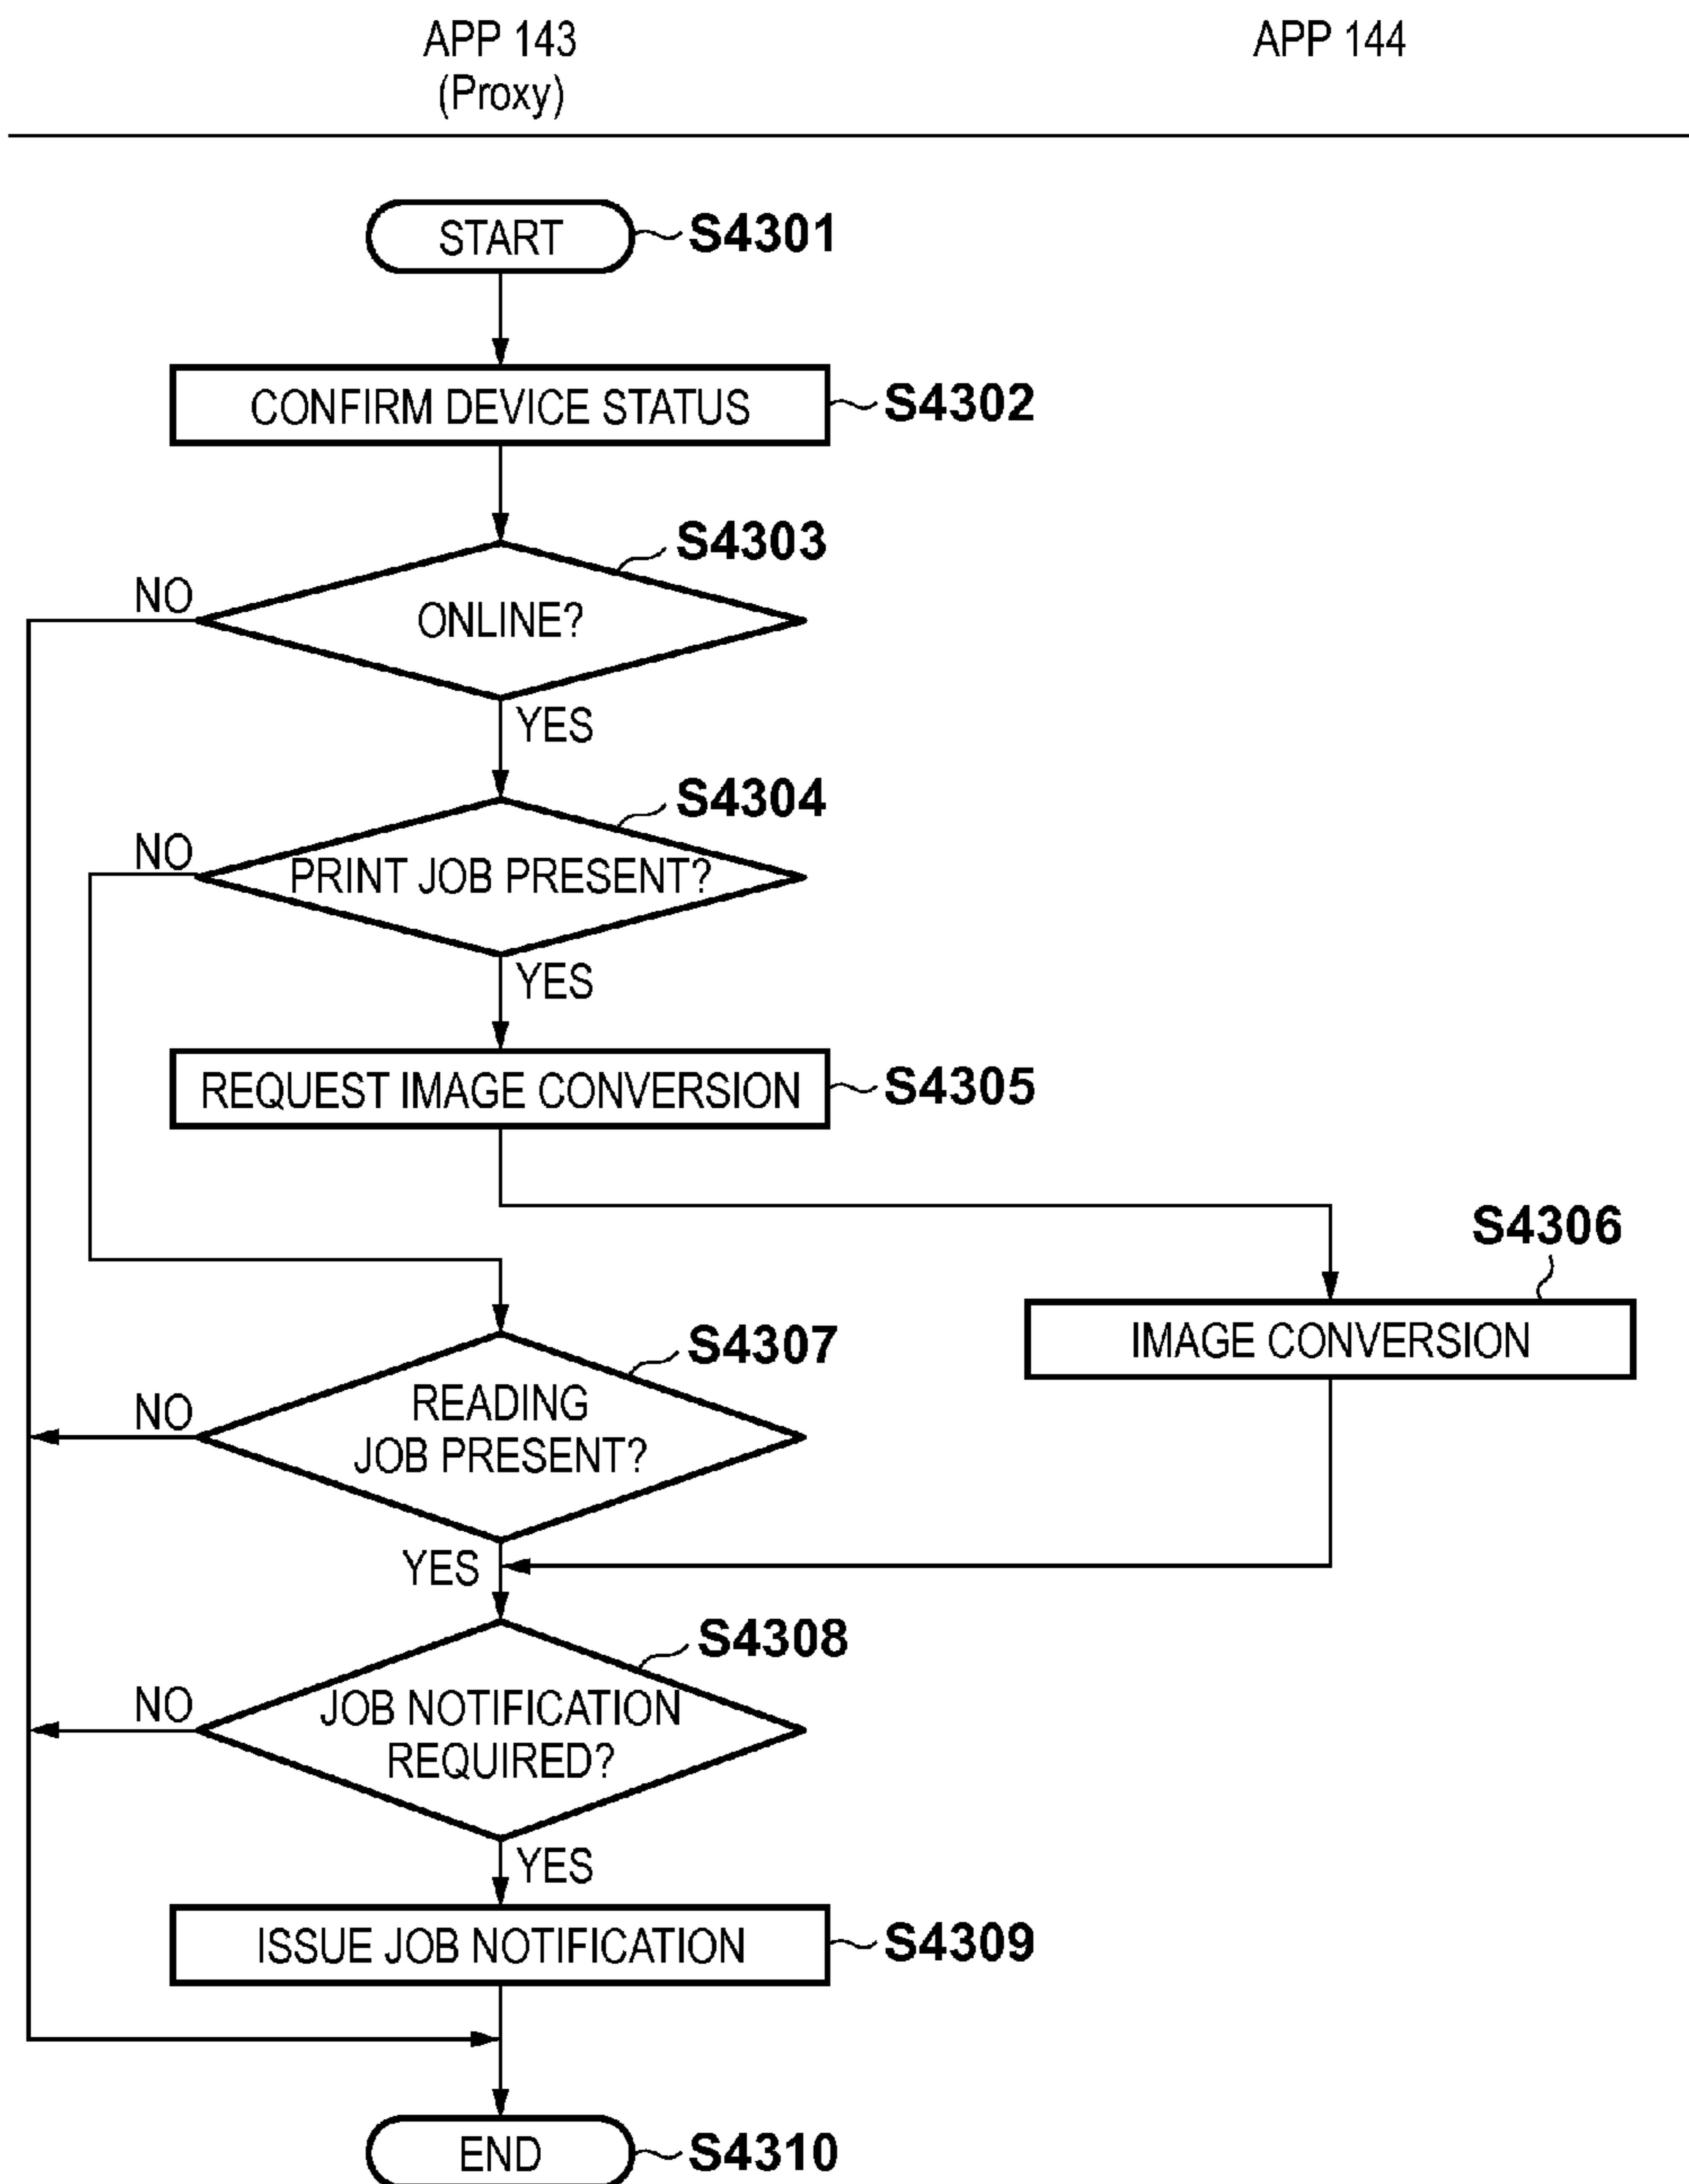 APP 143
(Proxy)
APP 144
START
S4301
CONFIRM DEVICE STATUS
S4302
S4303
NO
ONLINE?
YES
S4304
NO
PRINT JOB PRESENT?
YES
REQUEST IMAGE CONVERSION
S4305
S4306
IMAGE CONVERSION
S4307
NO
READING
JOB PRESENT?
YES
S4308
NO
JOB NOTIFICATION
REQUIRED?
YES
ISSUE JOB NOTIFICATION
S4309
END
S4310